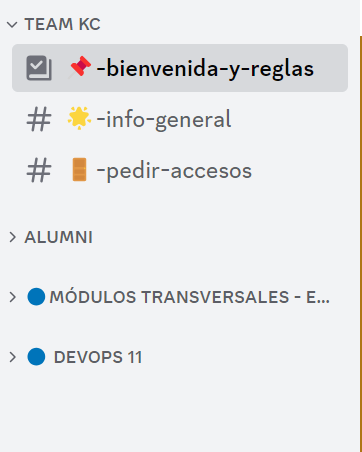 TEAM KC
-bienvenida-y-reglas
-info-general
-pedir-accesos
ALUMNI
MÓDULOS TRANSVERSALES - E...
DEVOPS 11